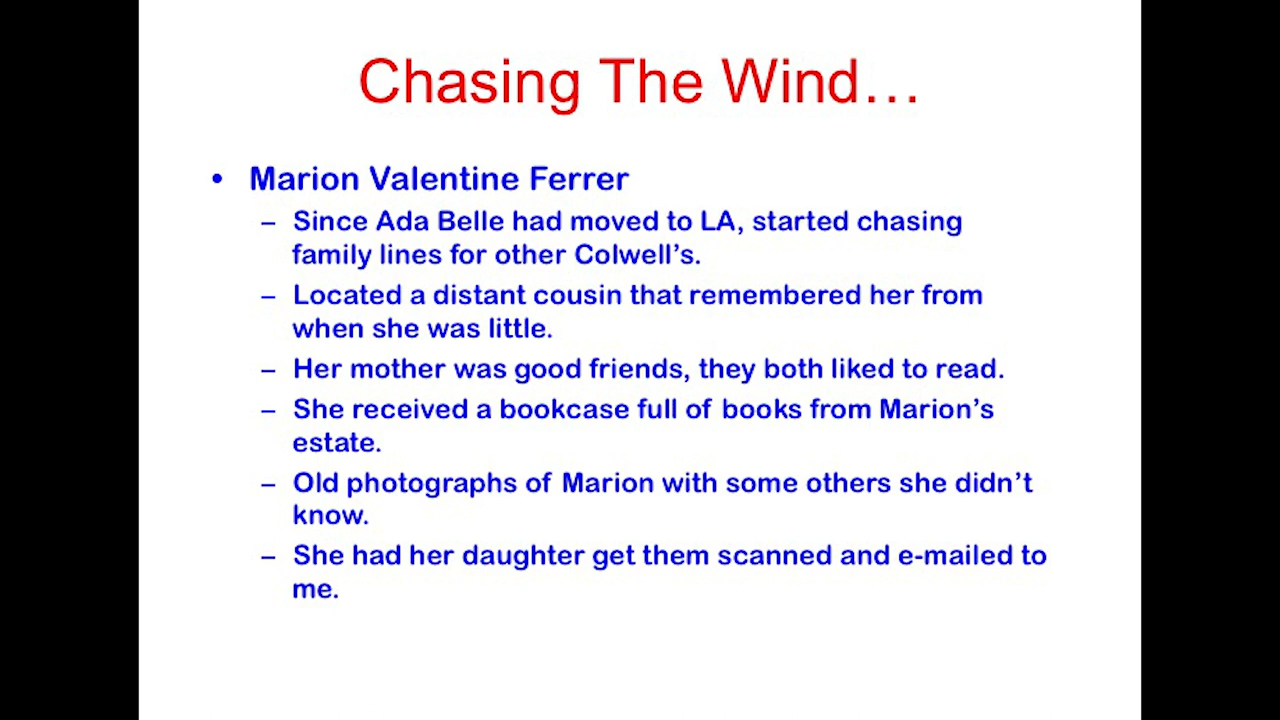 Chasing The Wind…
• Marion Valentine Ferrer
– Since Ada Belle had moved to LA, started chasing
family lines for other Colwell’s.
– Located a distant cousin that remembered her from
when she was little.
– Her mother was good friends, they both liked to read.
– She received a bookcase full of books from Marion’s
estate.
– Old photographs of Marion with some others she didn’t
know.
– She had her daughter get them scanned and e-mailed to
me.